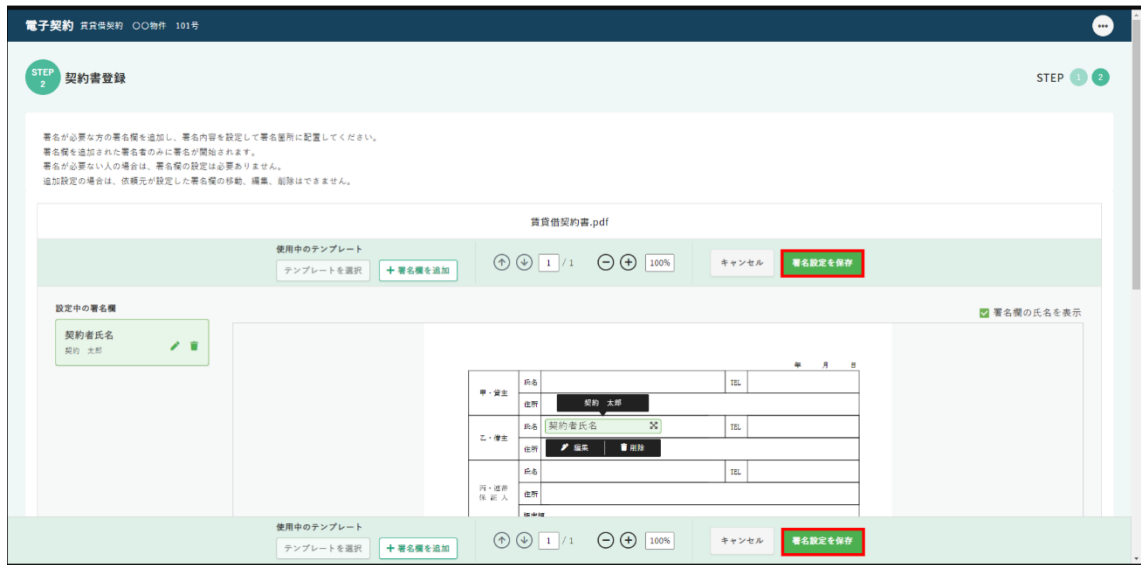 電子契約 賃貸借契約 〇〇物件 101号
STEP 2 契約書登録
STEP 1 2
署名が必要な方の署名欄を追加し、署名内容を設定して署名箇所に配置してください。
署名欄を追加された署名者のみに署名が開始されます。
署名が必要ない人の場合は、署名欄の設定は必要ありません。
追加設定の場合は、依頼元が設定した署名欄の移動、編集、削除はできません。
賃貸借契約書.pdf
使用中のテンプレート
テンプレートを選択 +署名欄を追加 1 / 1 100% キャンセル 署名設定を保存
設定中の署名欄
署名欄の氏名を表示
契約者氏名
契約 太郎
年 月 日
甲・貸主 氏名 TEL
住所 契約 太郎
乙・借主 氏名 契約者氏名 TEL
住所 編集 削除
氏名 TEL
丙・連帯保証人 住所
使用中のテンプレート
テンプレートを選択 +署名欄を追加 1 / 1 100% キャンセル 署名設定を保存